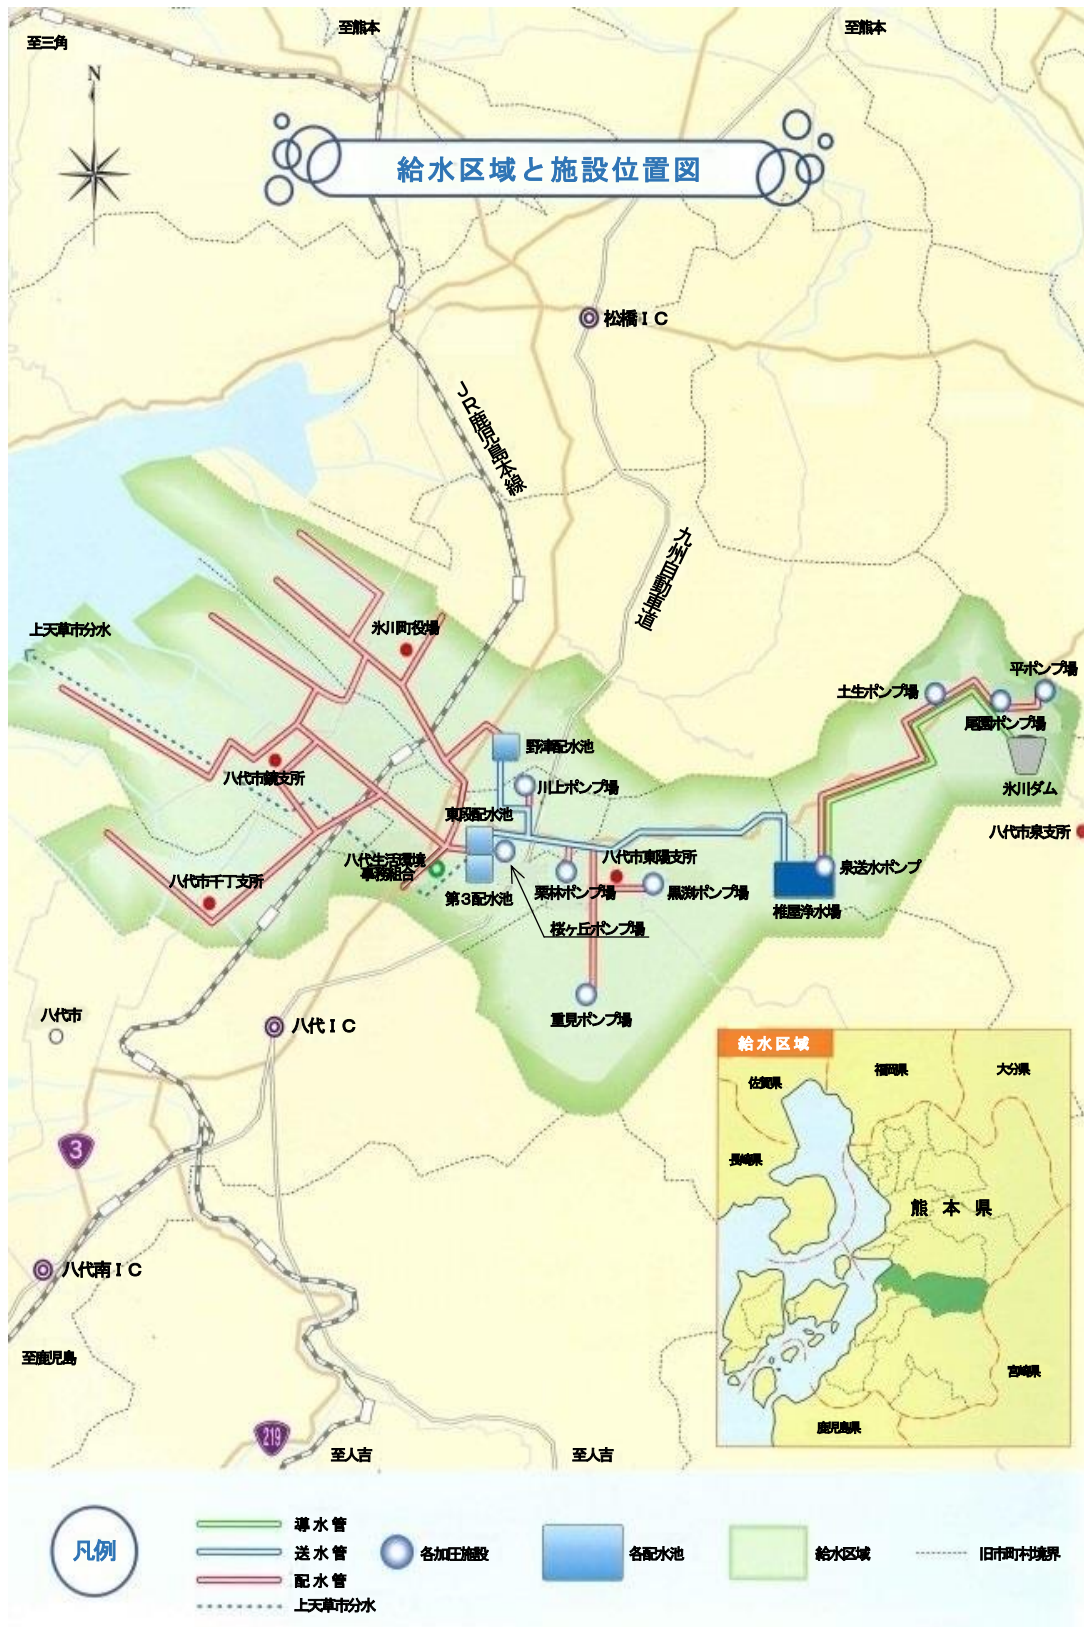 至三角
至熊本
至熊本
N
給水区域と施設位置図
松橋ＩＣ
ＪＲ鹿児島本線
九州自動車道
上天草市分水
氷川町役場
平ポンプ場
土生ポンプ場
尾園ポンプ場
野津配水池
八代市鏡支所
川上ポンプ場
氷川ダム
東段配水池
八代市泉支所
八代生活環境
事務組合
八代市東陽支所
泉送水ポンプ
八代市千丁支所
第３配水池
栗林ポンプ場
黒渕ポンプ場
椎屋浄水場
桜ヶ丘ポンプ場
八代市
八代ＩＣ
重見ポンプ場
給水区域
佐賀県
福岡県
大分県
3
長崎県
熊本県
八代南ＩＣ
至鹿児島
宮崎県
鹿児島県
219
至人吉
至人吉
凡例
導水管
送水管
配水管
上天草市分水
各加圧施設
各配水池
給水区域
旧市町村境界